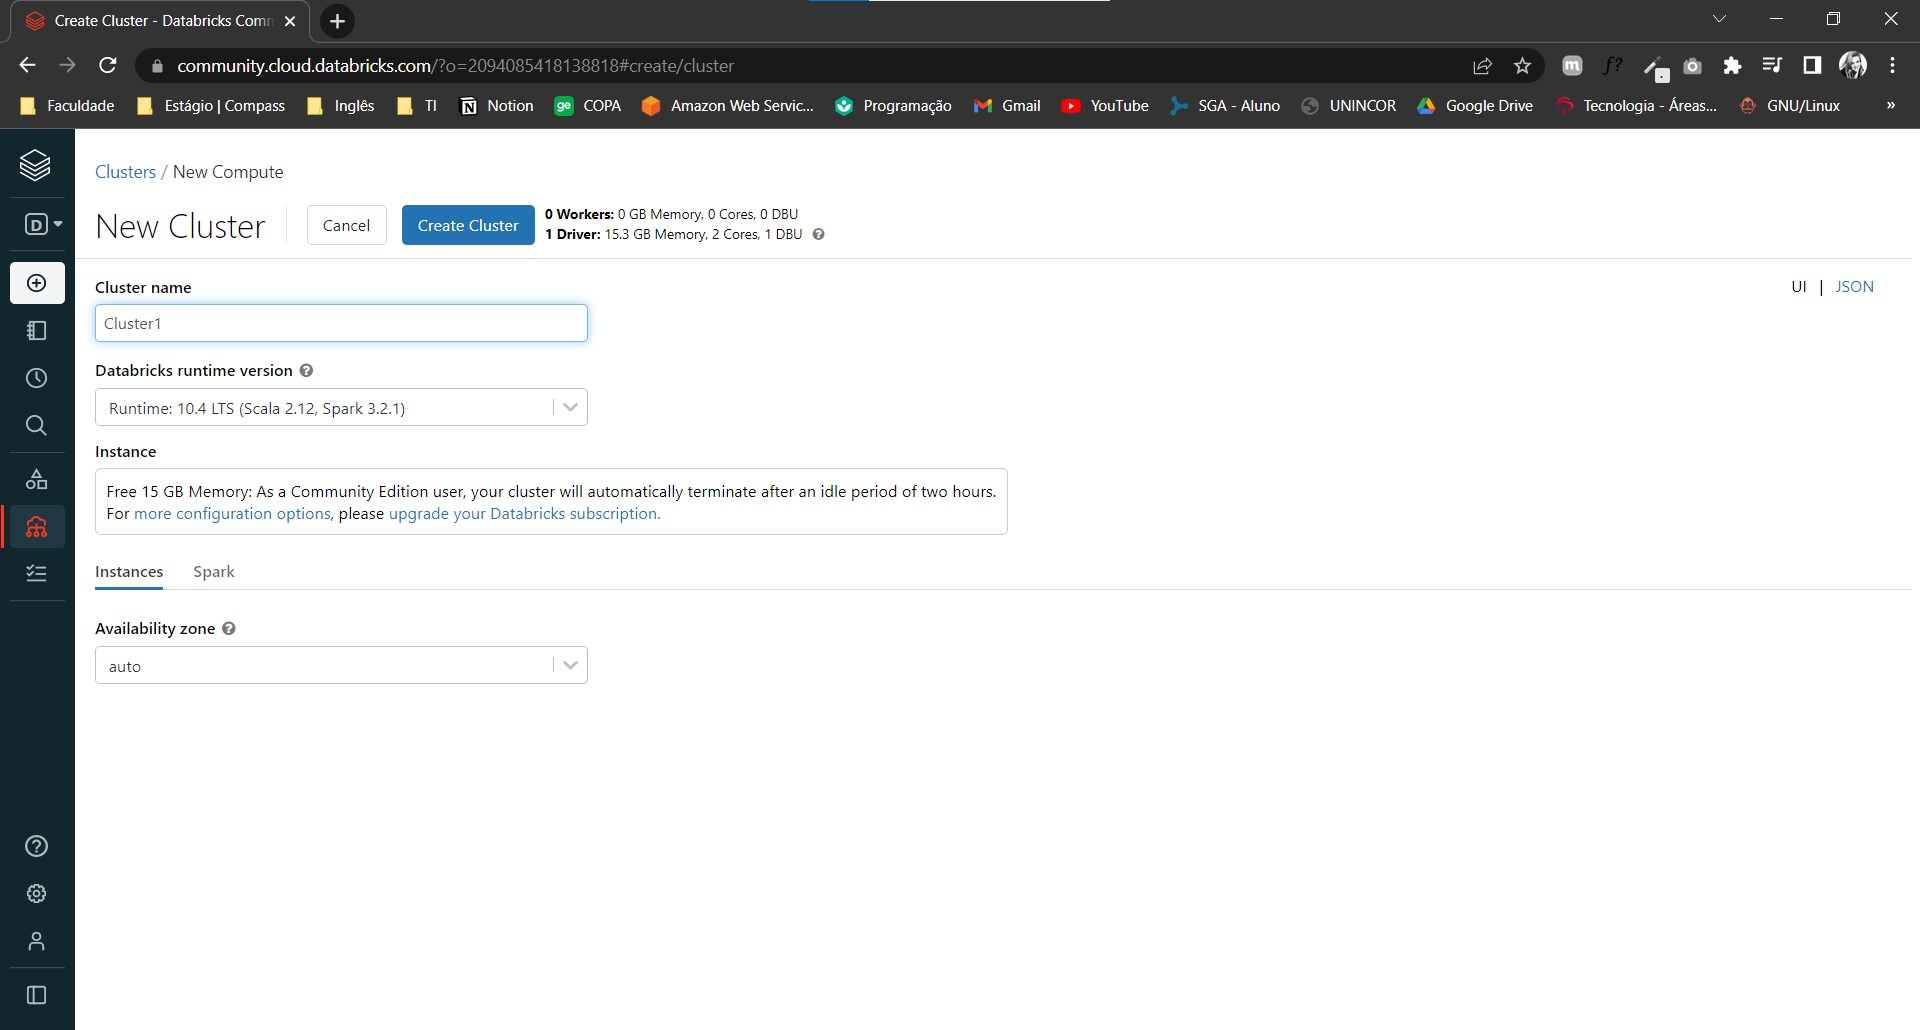 Create Cluster - Databricks Comm
community.cloud.databricks.com/?o=2094085418138818#create/cluster
m f?
Faculdade Estágio | Compass Inglês TI Notion ge COPA Amazon Web Servic... Programação Gmail YouTube SGA - Aluno UNINCOR Google Drive Tecnologia - Áreas... GNU/Linux »
D
Clusters / New Compute
New Cluster Cancel Create Cluster
0 Workers: 0 GB Memory, 0 Cores, 0 DBU
1 Driver: 15.3 GB Memory, 2 Cores, 1 DBU
Cluster name
UI | JSON
Cluster1
Databricks runtime version
Runtime: 10.4 LTS (Scala 2.12, Spark 3.2.1)
Instance
Free 15 GB Memory: As a Community Edition user, your cluster will automatically terminate after an idle period of two hours.
For more configuration options, please upgrade your Databricks subscription.
Instances Spark
Availability zone
auto